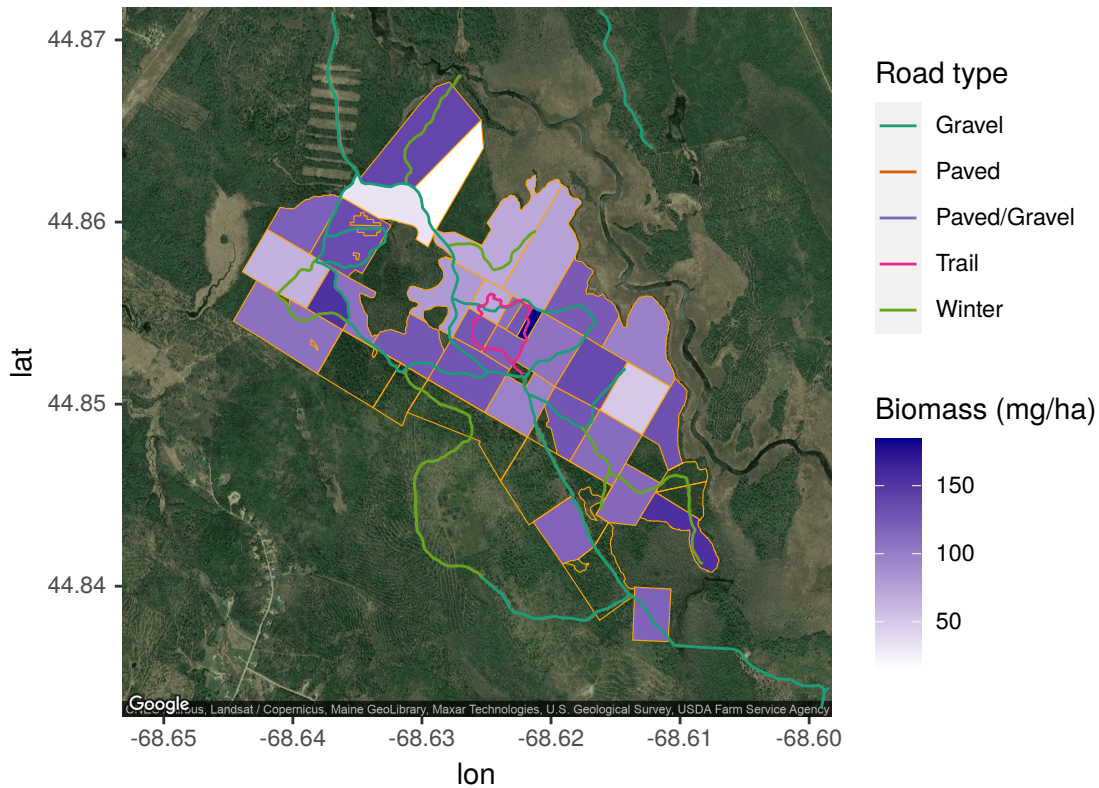 44.87
44.86
44.85
44.84
lat
-68.65
-68.64
-68.63
-68.62
-68.61
-68.60
lon
Google
Airbus, Landsat / Copernicus, Maine GeoLibrary, Maxar Technologies, U.S. Geological Survey, USDA Farm Service Agency
Road type
Gravel
Paved
Paved/Gravel
Trail
Winter
Biomass (mg/ha)
150
100
50